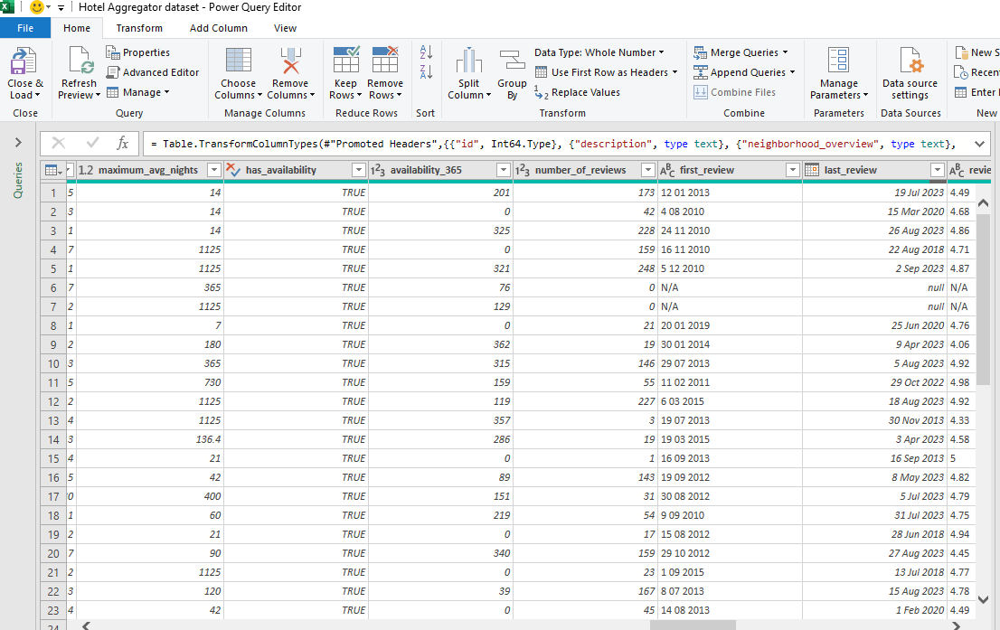 Hotel Aggregator dataset - Power Query Editor
File Home Transform Add Column View
Close & Load
Refresh Preview
Properties
Advanced Editor
Manage
Choose Columns
Remove Columns
Keep Rows
Remove Rows
Split Column
Group By
Data Type: Whole Number
Use First Row as Headers
Replace Values
Merge Queries
Append Queries
Combine Files
Manage Parameters
Data source settings
New S
Recen
Enter
Close Query Manage Columns Reduce Rows Sort Transform Combine Parameters Data Sources New
Queries
fx = Table.TransformColumnTypes(#"Promoted Headers",{{"id", Int64.Type}, {"description", type text}, {"neighborhood_overview", type text},
1.2 maximum_avg_nights has_availability 123 availability_365 123 number_of_reviews ABC first_review last_review ABC revie
1 5 14 TRUE 201 173 12 01 2013 19 Jul 2023 4.49
2 3 14 TRUE 0 42 4 08 2010 15 Mar 2020 4.68
3 1 14 TRUE 325 228 24 11 2010 26 Aug 2023 4.86
4 7 1125 TRUE 0 159 16 11 2010 22 Aug 2018 4.71
5 1 1125 TRUE 321 248 5 12 2010 2 Sep 2023 4.87
6 7 365 TRUE 76 0 N/A null N/A
7 2 1125 TRUE 129 0 N/A null N/A
8 1 7 TRUE 0 21 20 01 2019 25 Jun 2020 4.76
9 2 180 TRUE 362 19 30 01 2014 9 Apr 2023 4.06
10 3 365 TRUE 315 146 29 07 2013 5 Aug 2023 4.92
11 5 730 TRUE 159 55 11 02 2011 29 Oct 2022 4.98
12 2 1125 TRUE 119 227 6 03 2015 18 Aug 2023 4.92
13 4 1125 TRUE 357 3 19 07 2013 30 Nov 2013 4.33
14 3 136.4 TRUE 286 19 19 03 2015 3 Apr 2023 4.58
15 4 21 TRUE 0 1 16 09 2013 16 Sep 2013 5
16 5 42 TRUE 89 143 19 09 2012 8 May 2023 4.82
17 0 400 TRUE 151 31 30 08 2012 5 Jul 2023 4.79
18 1 60 TRUE 219 54 9 09 2010 31 Jul 2023 4.75
19 2 21 TRUE 0 17 15 08 2012 28 Jun 2018 4.94
20 7 90 TRUE 340 159 29 10 2012 27 Aug 2023 4.45
21 2 1125 TRUE 0 23 1 09 2015 13 Jul 2018 4.77
22 3 120 TRUE 39 167 8 07 2013 15 Aug 2023 4.78
23 4 42 TRUE 0 45 14 08 2013 1 Feb 2020 4.49
24